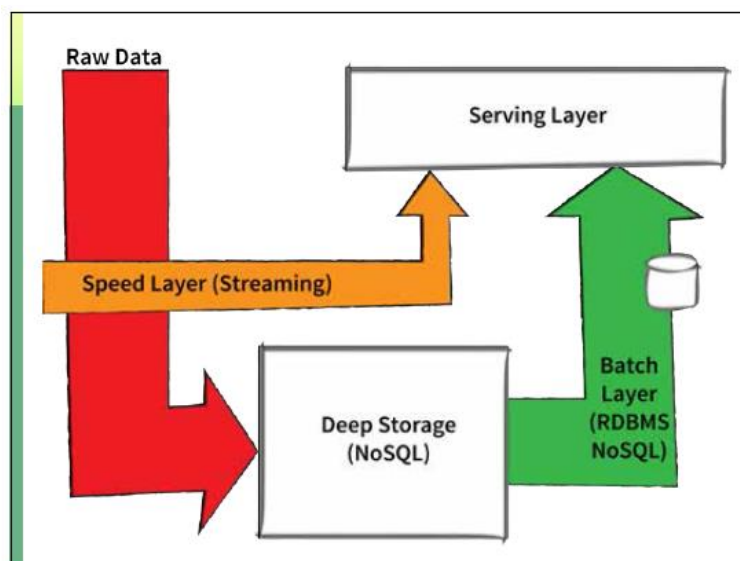 Raw Data
Serving Layer
Speed Layer (Streaming)
Deep Storage
(NoSQL)
Batch
Layer
(RDBMS
NoSQL)